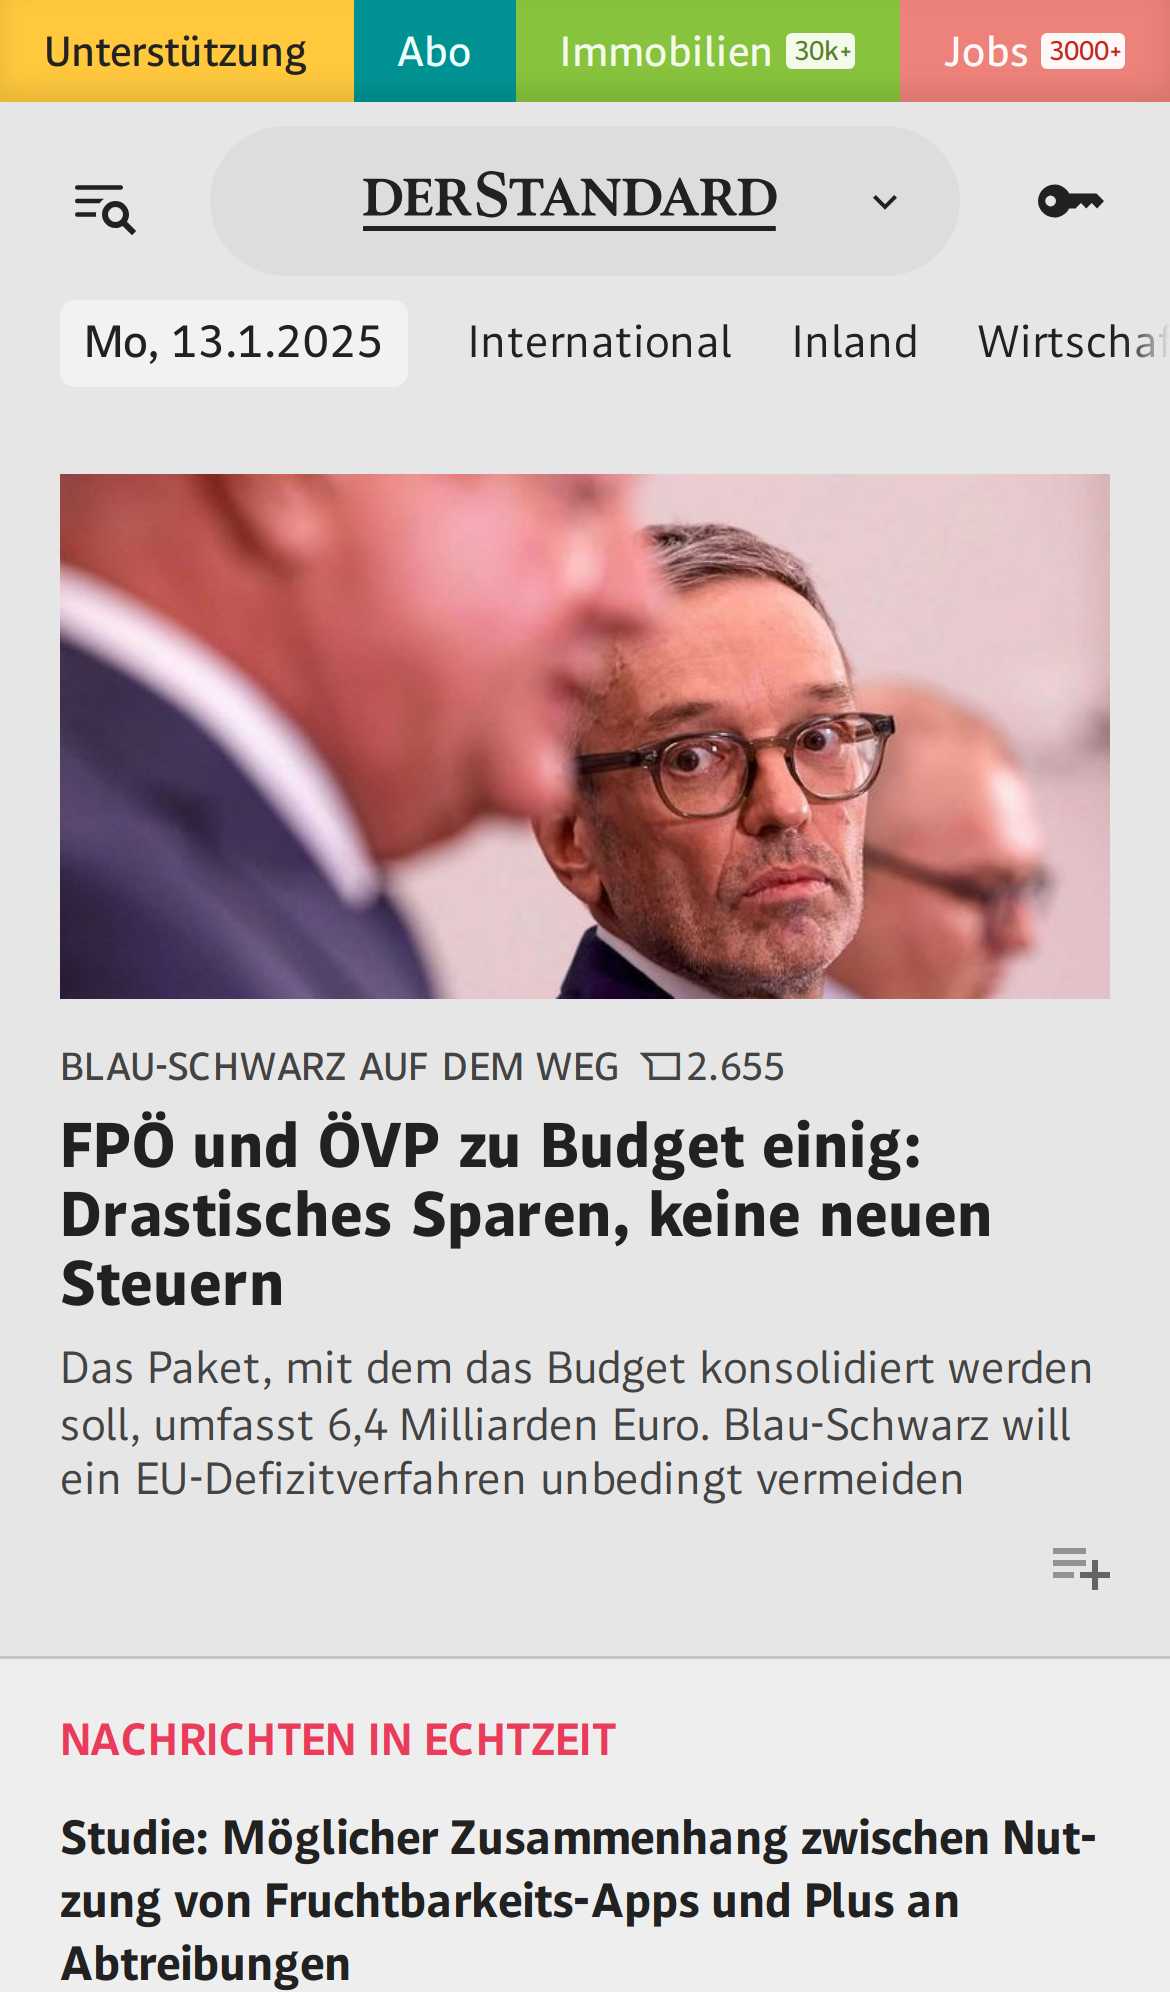 Unterstützung
Abo
Immobilien 30k+
Jobs 3000+
DERSTANDARD
Mo, 13.1.2025
International
Inland
BLAU-SCHWARZ AUF DEM WEG 2.655
FPÖ und ÖVP zu Budget einig:
Drastisches Sparen, keine neuen
Steuern
Das Paket, mit dem das Budget konsolidiert werden
soll, umfasst 6,4 Milliarden Euro. Blau-Schwarz will
ein EU-Defizitverfahren unbedingt vermeiden
NACHRICHTEN IN ECHTZEIT
Studie: Möglicher Zusammenhang zwischen Nut-
zung von Fruchtbarkeits-Apps und Plus an
Abtreibungen